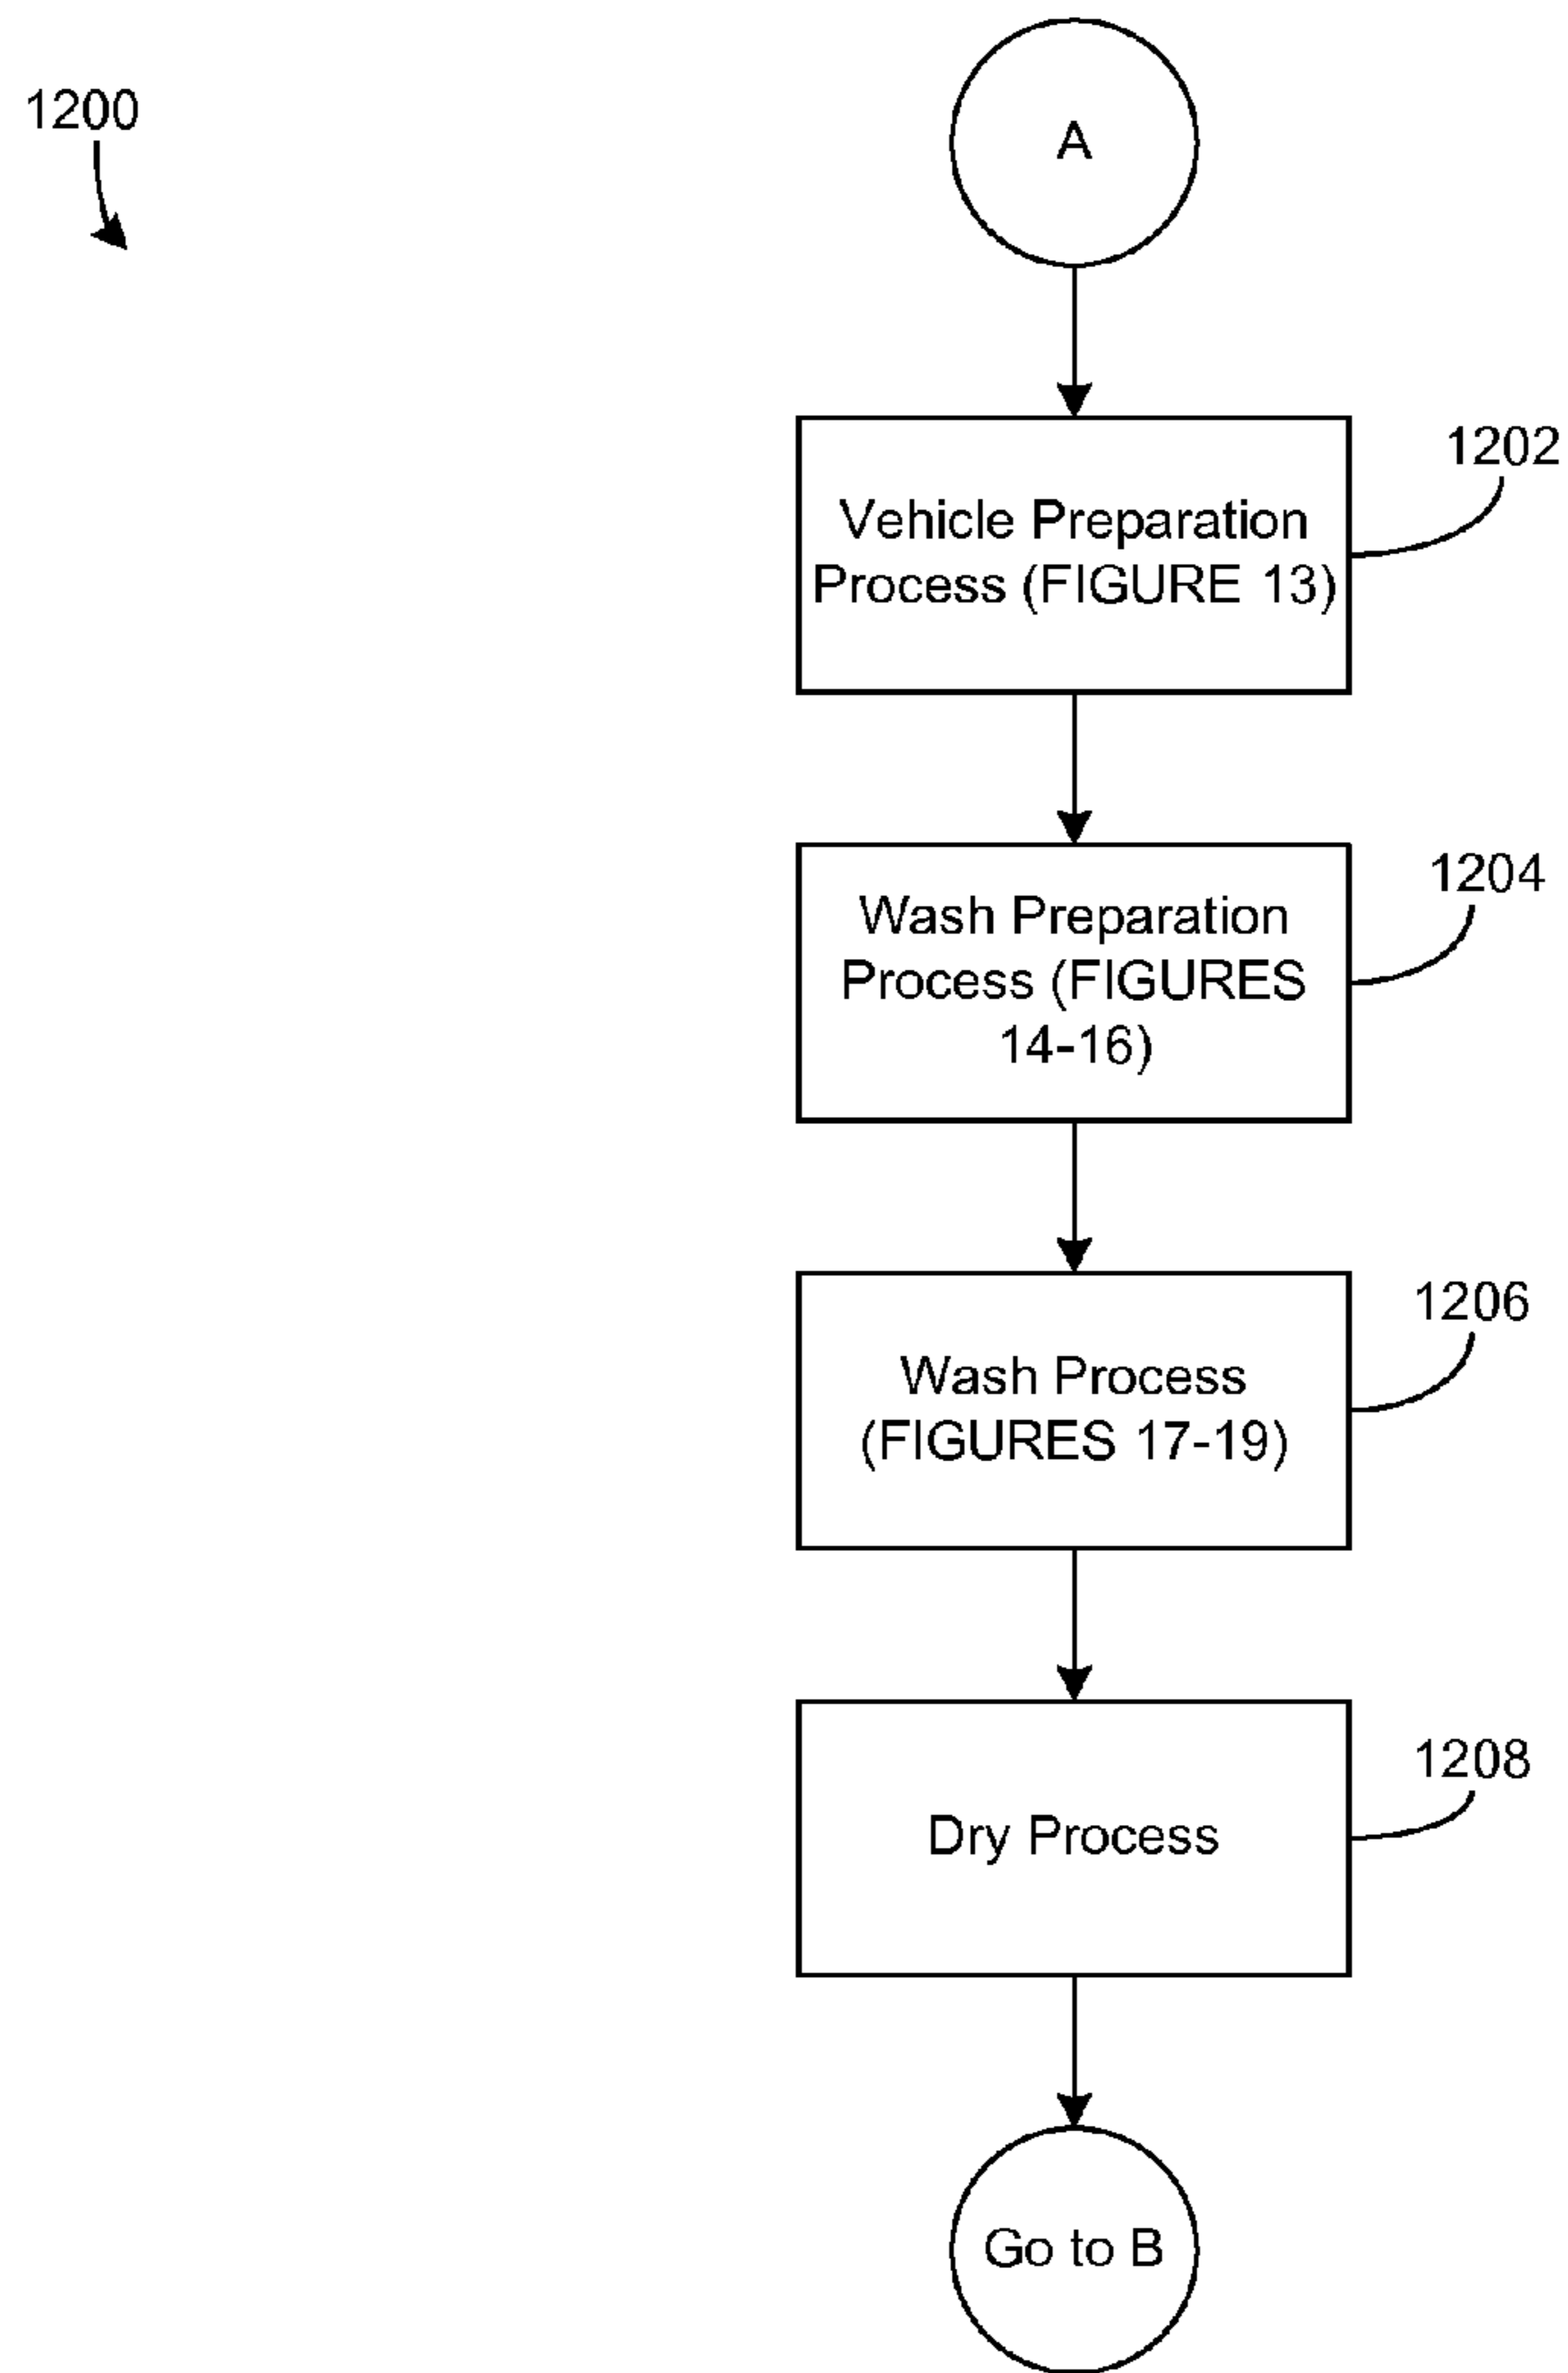 1200
A
1202
Vehicle Preparation
Process (FIGURE 13)
1204
Wash Preparation
Process (FIGURES
14-16)
1206
Wash Process
(FIGURES 17-19)
1208
Dry Process
Go to B